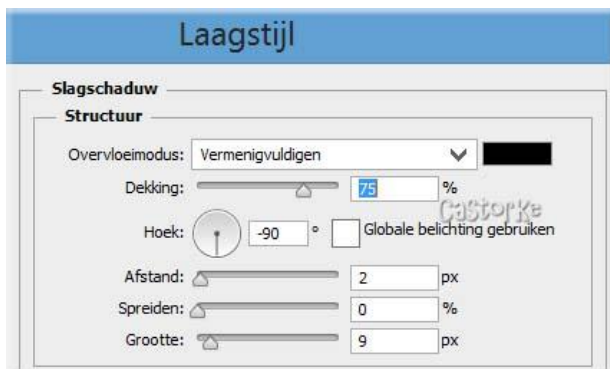 Laagstijl
Slagschaduw
Structuur
Overvloeimodus: Vermenigvuldigen
Dekking: 75 %
Castorke
Hoek: -90 ° Globale belichting gebruiken
Afstand: 2 px
Spreiden: 0 %
Grootte: 9 px